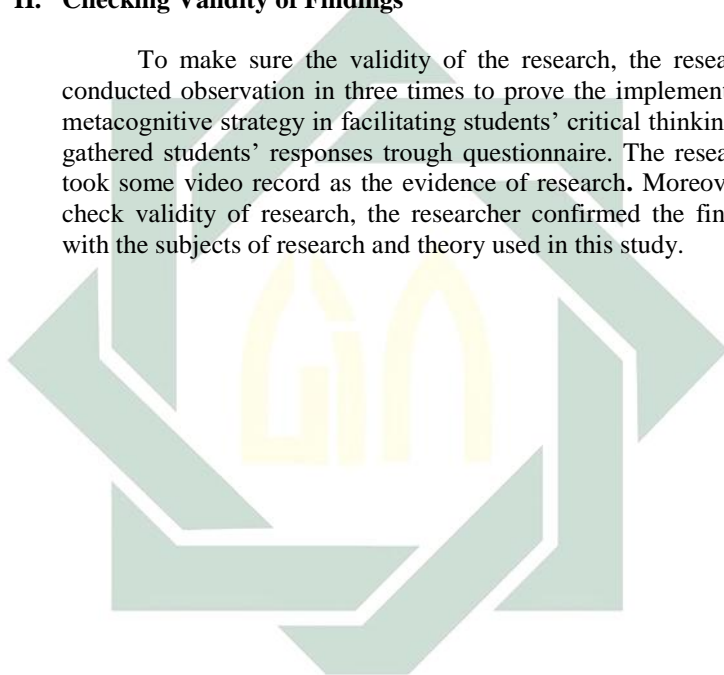 Checking Validity of Findings
To make sure the validity of the research, the resea
conducted observation in three times to prove the implement
metacognitive strategy in facilitating students’ critical thinkin
gathered students’ responses trough questionnaire. The resea
took some video record as the evidence of research. Moreov
check validity of research, the researcher confirmed the fin
with the subjects of research and theory used in this study.